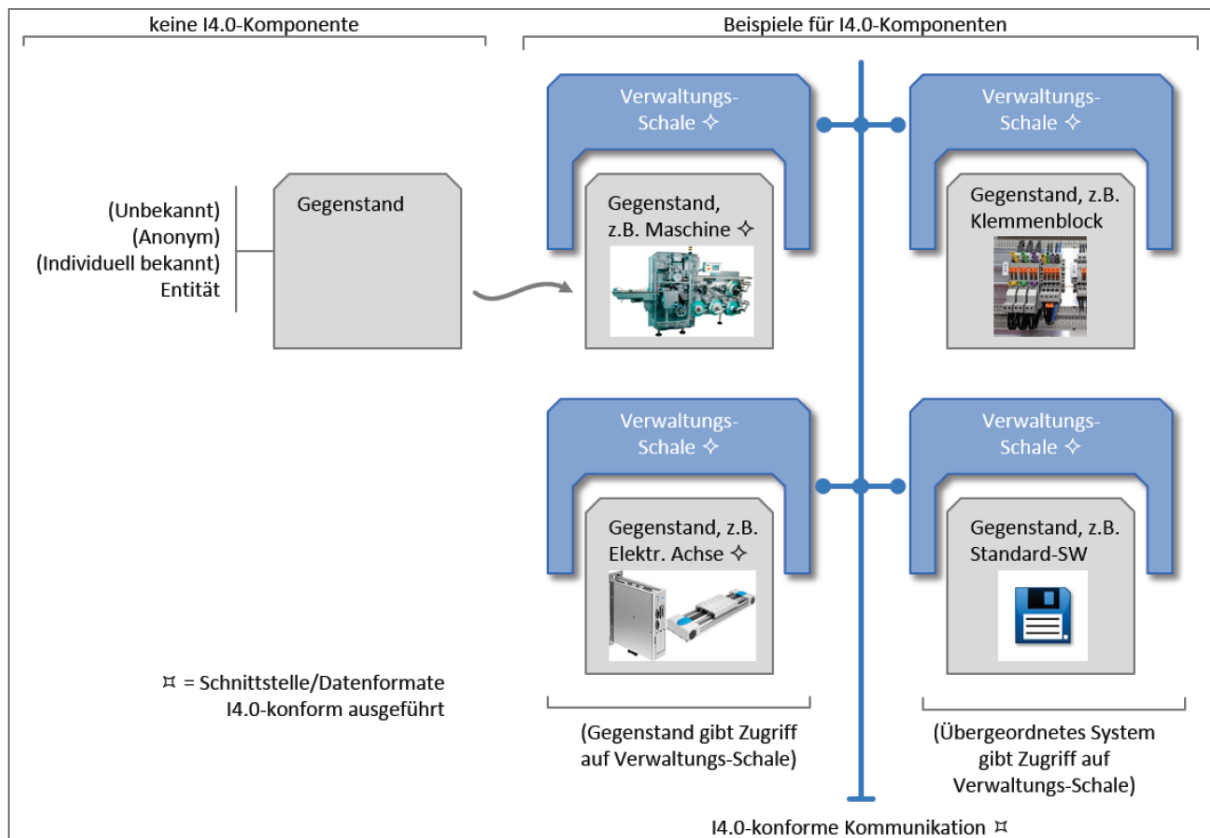 keine I4.0-Komponente
Beispiele für I4.0-Komponenten
(Unbekannt)
(Anonym)
(Individuell bekannt)
Entität
Gegenstand
Verwaltungs-
Schale ✧
Gegenstand,
z.B. Maschine ✧
Verwaltungs-
Schale ✧
Gegenstand, z.B.
Klemmenblock
Verwaltungs-
Schale ✧
Gegenstand, z.B.
Elektr. Achse ✧
Verwaltungs-
Schale ✧
Gegenstand, z.B.
Standard-SW
¤ = Schnittstelle/Datenformate
I4.0-konform ausgeführt
(Gegenstand gibt Zugriff
auf Verwaltungs-Schale)
(Übergeordnetes System
gibt Zugriff auf
Verwaltungs-Schale)
I4.0-konforme Kommunikation ¤